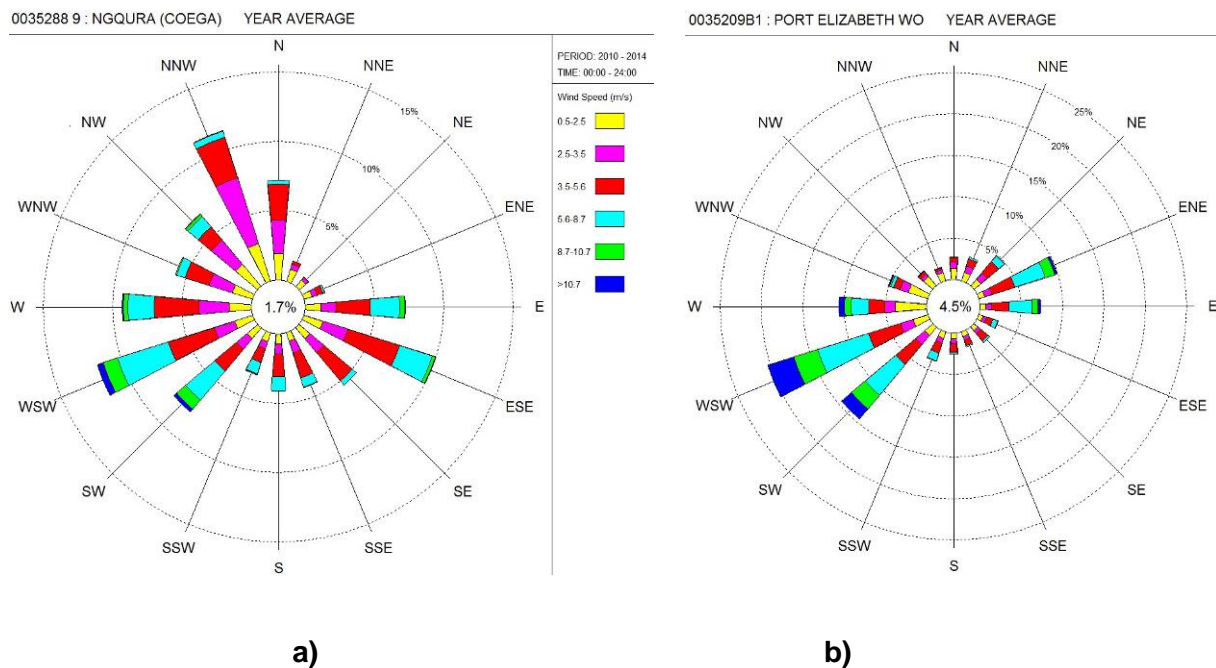 0035288 9 : NGQURA (COEGA) YEAR AVERAGE
N
NNE
NE
ENE
E
ESE
SE
SSE
S
SSW
SW
WSW
W
WNW
NW
NNW
15%
10%
5%
1.7%
PERIOD: 2010 - 2014
TIME: 00:00 - 24:00
Wind Speed (m/s)
0.5-2.5
2.5-3.5
3.5-5.6
5.6-8.7
8.7-10.7
>10.7
a)
0035209B1 : PORT ELIZABETH WO YEAR AVERAGE
N
NNE
NE
ENE
E
ESE
SE
SSE
S
SSW
SW
WSW
W
WNW
NW
NNW
25%
20%
15%
10%
5%
4.5%
b)